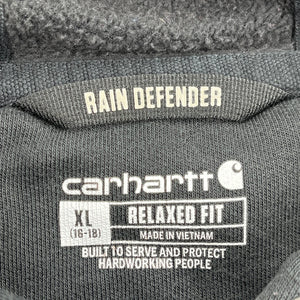 RAIN DEFENDER
carhartt
XL
(16-18)
RELAXED FIT
MADE IN VIETNAM
BUILT TO SERVE AND PROTECT
HARDWORKING PEOPLE